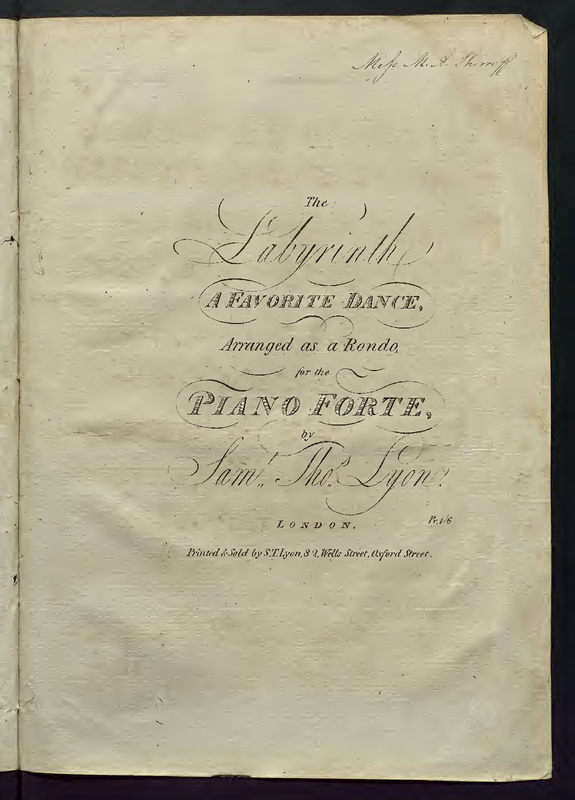 Miss M. A. Shirreff
The
Labyrinth
A FAVORITE DANCE,
Arranged as a Rondo,
for the
PIANO FORTE,
by
Saml. Thos. Lyon.
LONDON.
Pr. 1/6
Printed & Sold by S.T. Lyon, 32, Wells Street, Oxford Street.